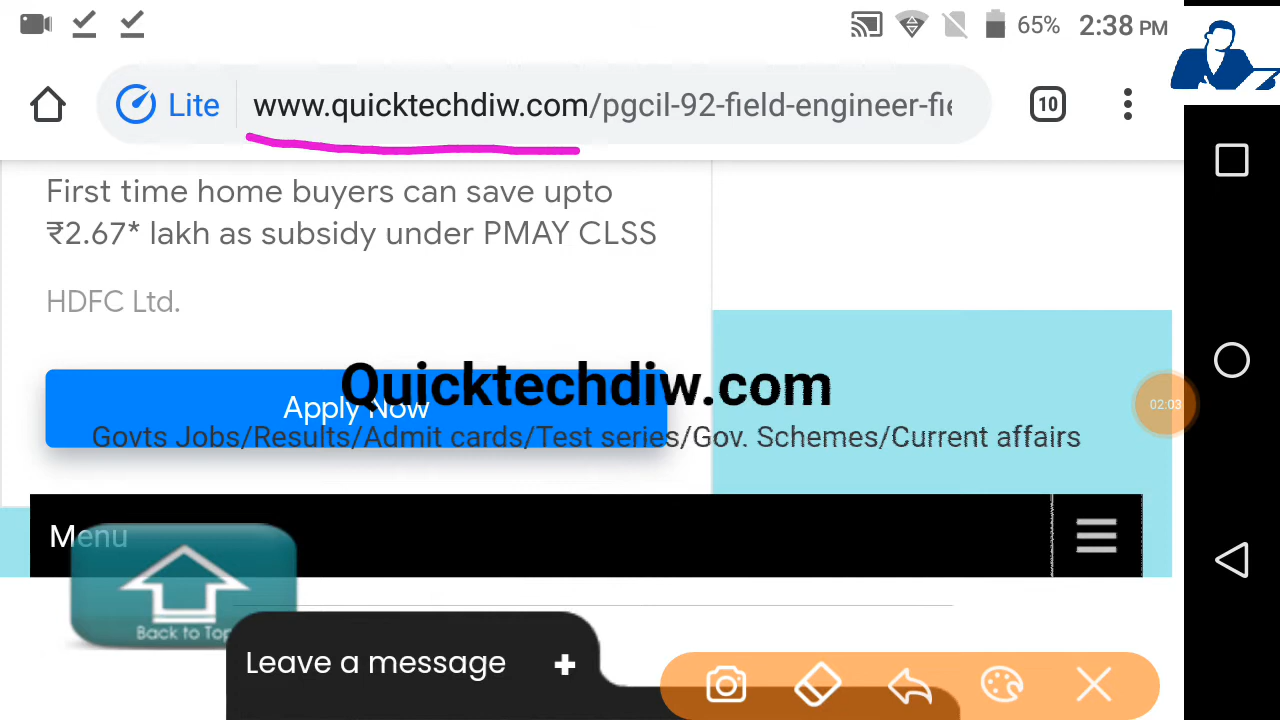 65% 2:38 PM
Lite www.quicktechdiw.com/pgcil-92-field-engineer-fie
10
First time home buyers can save upto
₹2.67* lakh as subsidy under PMAY CLSS
HDFC Ltd.
Quicktechdiw.com
Apply Now
02:03
Govts Jobs/Results/Admit cards/Test series/Gov. Schemes/Current affairs
Menu
Back to Top
Leave a message +